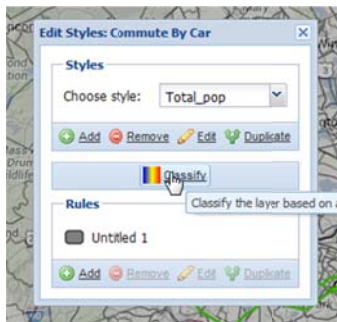 Edit Styles: Commute By Car
Styles
Choose style: Total_pop
Add Remove Edit Duplicate
Classify
Classify the layer based on a
Rules
Untitled 1
Add Remove Edit Duplicate
3